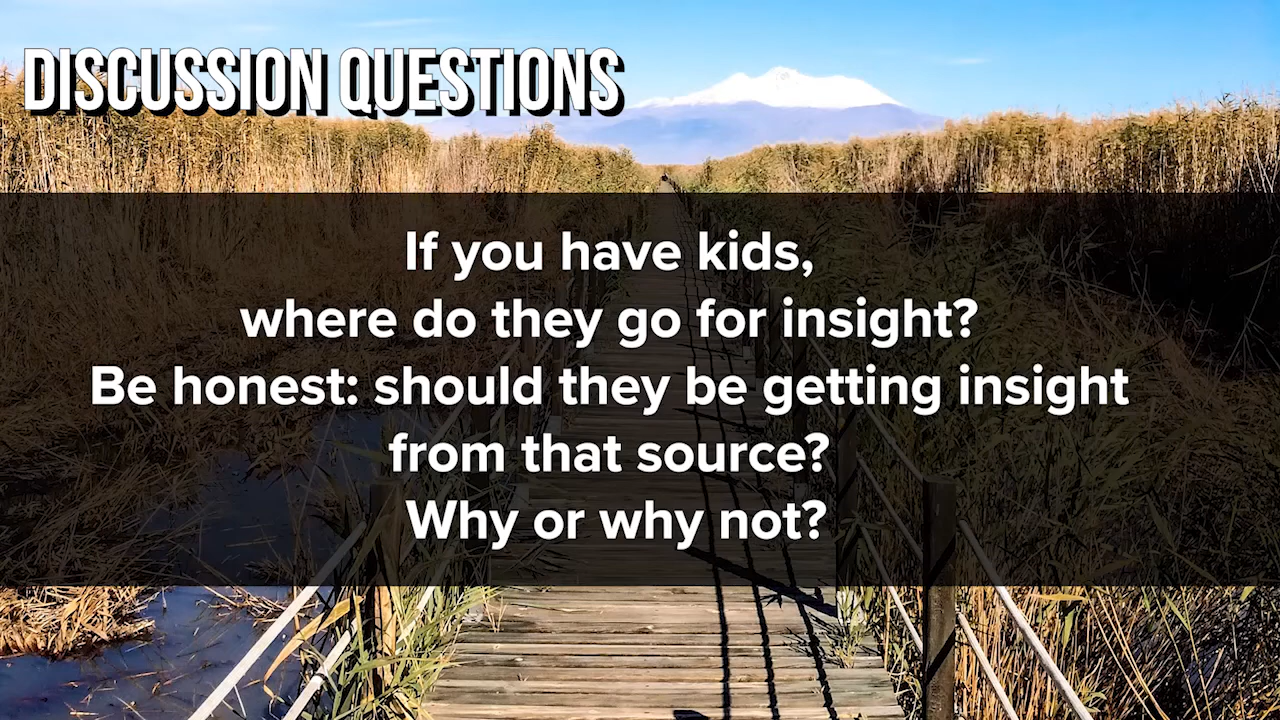 DISCUSSION QUESTIONS
If you have kids,
where do they go for insight?
Be honest: should they be getting insight
from that source?
Why or why not?